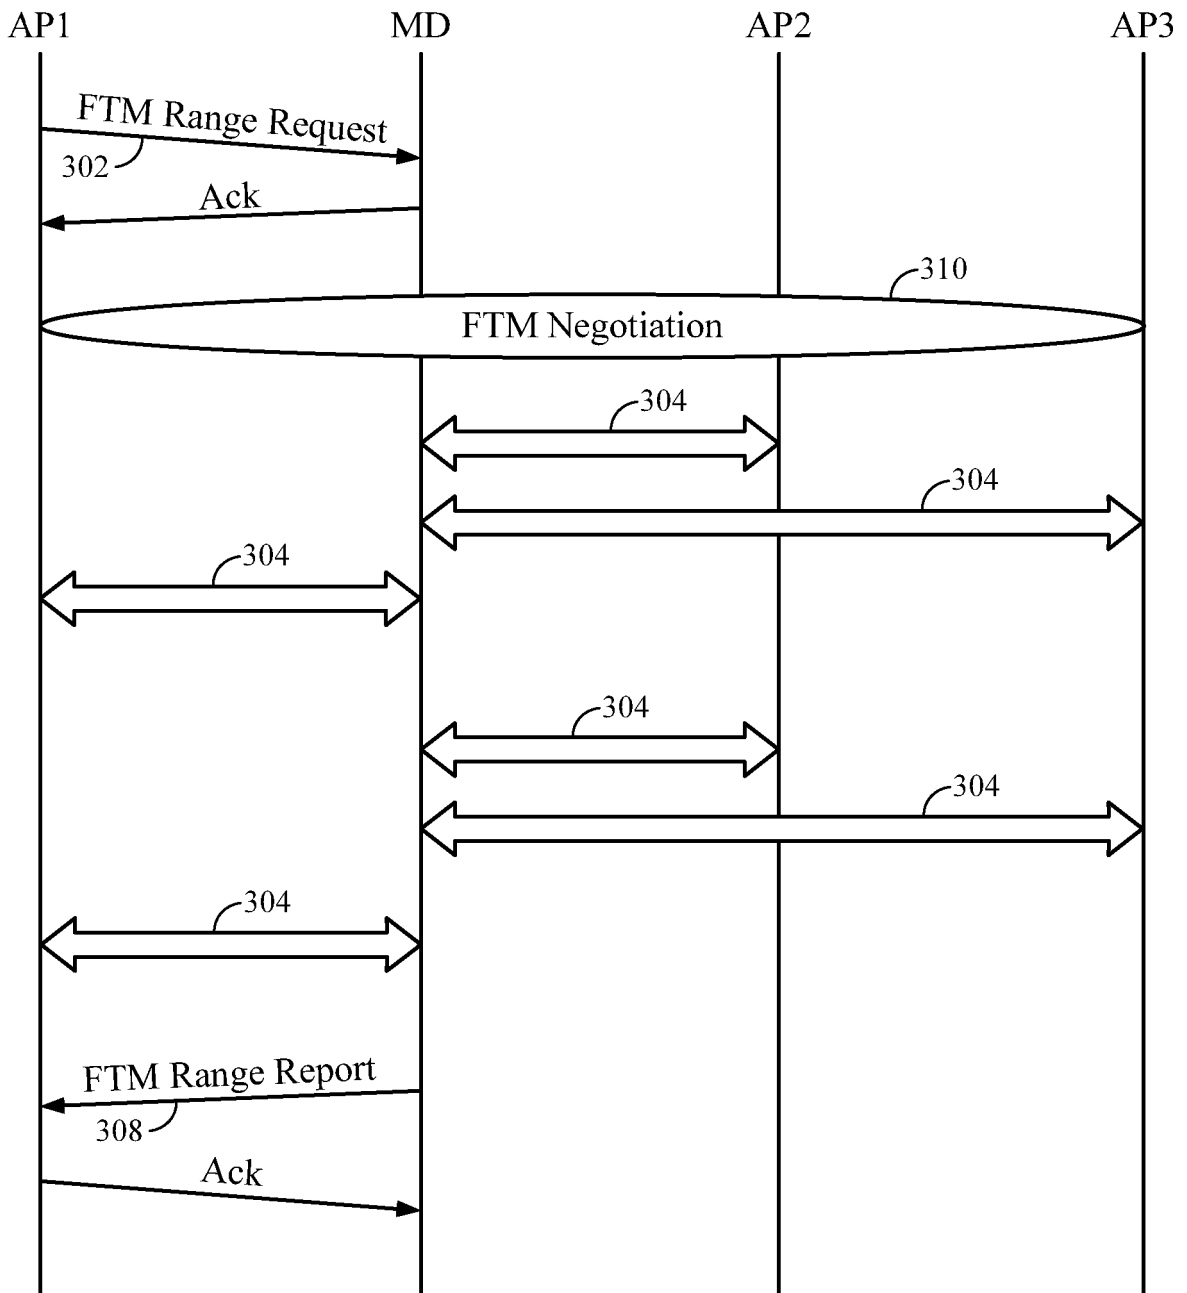 AP1 MD AP2 AP3
FTM Range Request
302
Ack
310
FTM Negotiation
304
304
304
304
304
304
FTM Range Report
308
Ack